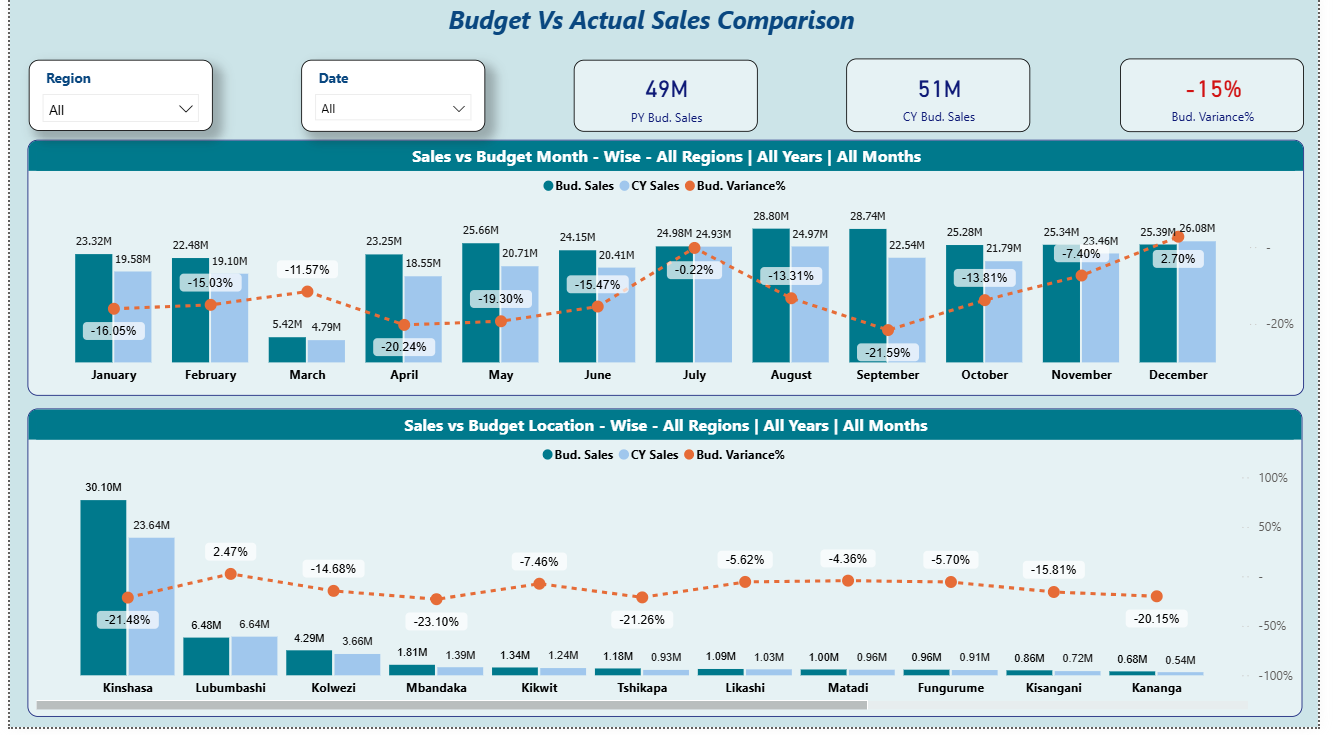 Budget Vs Actual Sales Comparison
Region
All
Date
All
49M
PY Bud. Sales
51M
CY Bud. Sales
-15%
Bud. Variance%
Sales vs Budget Month - Wise - All Regions | All Years | All Months
Bud. Sales CY Sales Bud. Variance%
28.80M 28.74M
23.32M 22.48M 23.25M 25.66M 24.15M 24.98M 24.93M 24.97M 25.28M 25.34M 25.39M 26.08M
19.58M 19.10M 18.55M 20.71M 20.41M 22.54M 21.79M 23.46M -
-15.03% -11.57% -19.30% -15.47% -0.22% -13.31% -13.81% -7.40% 2.70%
-16.05% 5.42M 4.79M -20.24% -21.59% -20%
January February March April May June July August September October November December
Sales vs Budget Location - Wise - All Regions | All Years | All Months
Bud. Sales CY Sales Bud. Variance%
100%
30.10M
23.64M 50%
2.47% -14.68% -7.46% -5.62% -4.36% -5.70% -15.81%
-
-21.48% -23.10% -21.26% -20.15%
-50%
6.48M 6.64M 4.29M 3.66M 1.81M 1.39M 1.34M 1.24M 1.18M 0.93M 1.09M 1.03M 1.00M 0.96M 0.96M 0.91M 0.86M 0.72M 0.68M 0.54M
-100%
Kinshasa Lubumbashi Kolwezi Mbandaka Kikwit Tshikapa Likashi Matadi Fungurume Kisangani Kananga